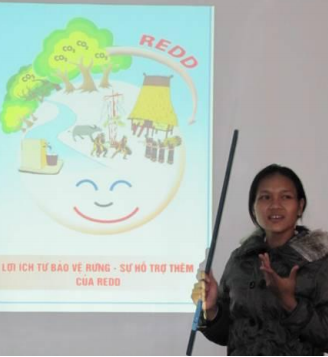 REDD
CO₂ CO₂ CO₂
CO₂
LỢI ÍCH TỪ BẢO VỆ RỪNG - SỰ HỖ TRỢ THÊM
CỦA REDD